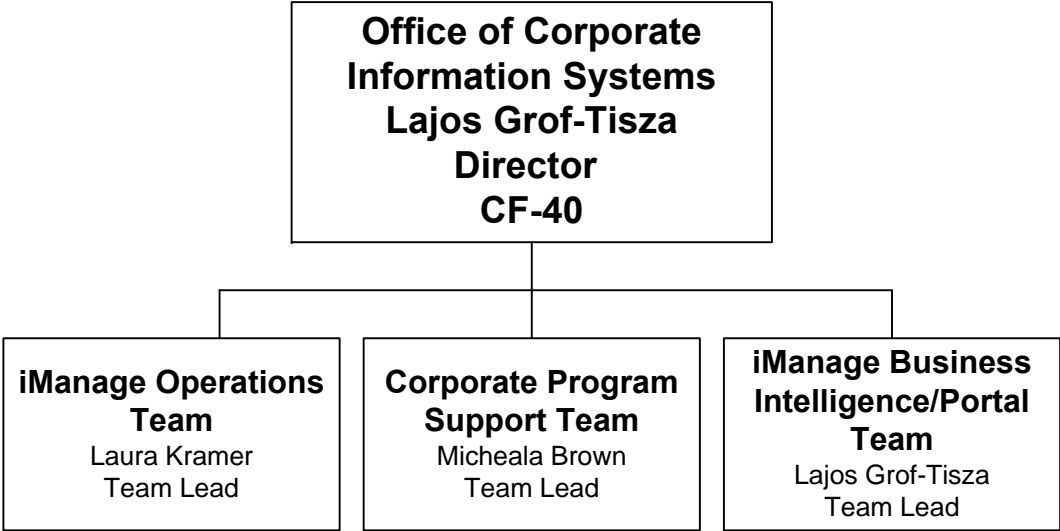 Office of Corporate
Information Systems
Lajos Grof-Tisza
Director
CF-40
iManage Operations
Team
Laura Kramer
Team Lead
Corporate Program
Support Team
Micheala Brown
Team Lead
iManage Business
Intelligence/Portal
Team
Lajos Grof-Tisza
Team Lead